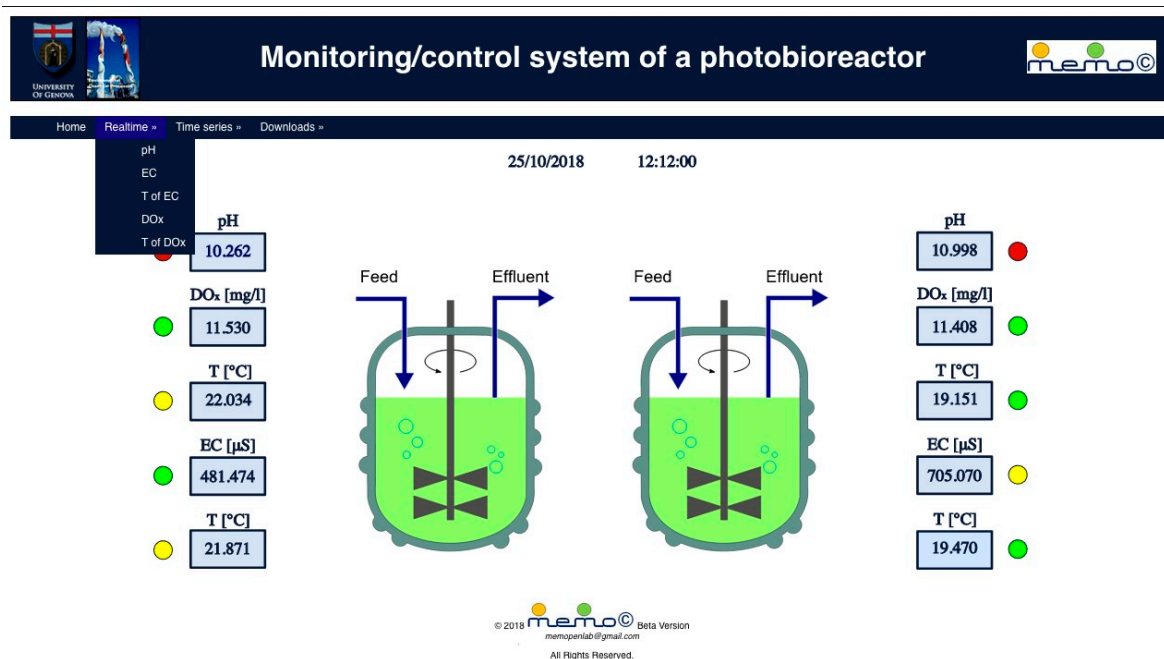 Monitoring/control system of a photobioreactor
UNIVERSITY
OF GENOVA
memo©
Home Realtime » Time series » Downloads »
pH
EC
T of EC
DOx
T of DOx
25/10/2018 12:12:00
pH
10.262
DOx [mg/l]
11.530
T [°C]
22.034
EC [µS]
481.474
T [°C]
21.871
Feed Effluent
Feed Effluent
pH
10.998
DOx [mg/l]
11.408
T [°C]
19.151
EC [µS]
705.070
T [°C]
19.470
© 2018 memo© Beta Version
memopenlab@gmail.com
All Rights Reserved.